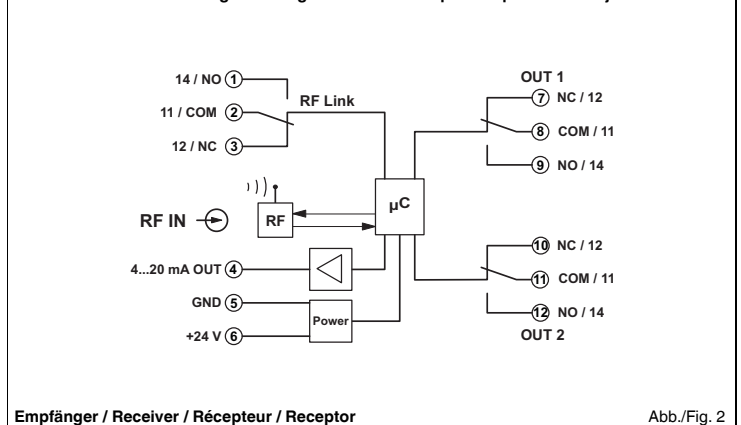 14 / NO 1
RF Link
11 / COM 2
12 / NC 3
RF IN
RF
µC
4...20 mA OUT 4
GND 5
Power
+24 V 6
OUT 1
7 NC / 12
8 COM / 11
9 NO / 14
10 NC / 12
11 COM / 11
12 NO / 14
OUT 2
Empfänger / Receiver / Récepteur / Receptor
Abb./Fig. 2